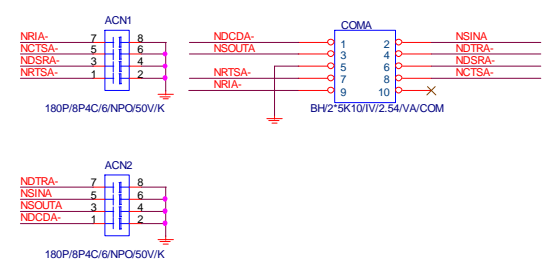 ACN1
NRIA- 7 8
NCTSA- 5 6
NDSRA- 3 4
NRTSA- 1 2
180P/8P4C/6/NPO/50V/K
COMA
NDCDA- 1 2 NSINA
NSOUTA 3 4 NDTRA-
5 6 NDSRA-
NRTSA- 7 8 NCTSA-
NRIA- 9 10
BH/2*5K10/IV/2.54/VA/COM
ACN2
NDTRA- 7 8
NSINA 5 6
NSOUTA 3 4
NDCDA- 1 2
180P/8P4C/6/NPO/50V/K